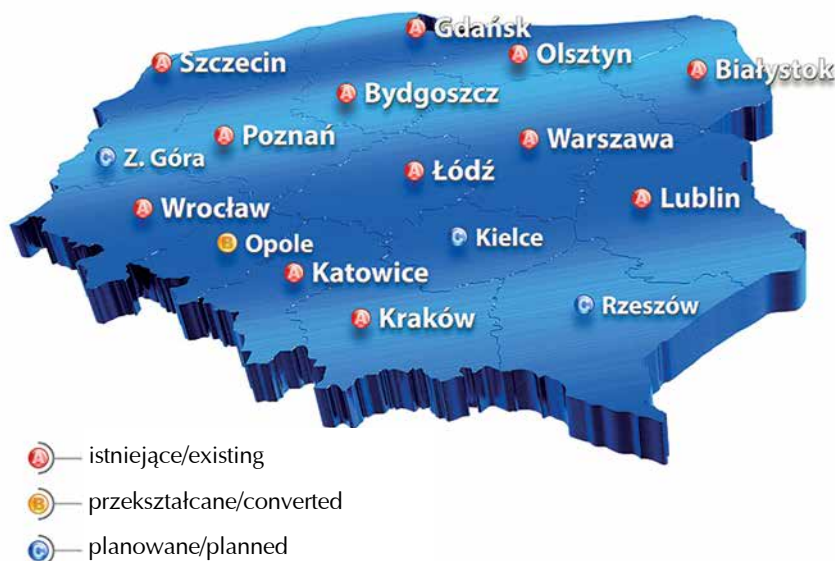 A Gdańsk
A Szczecin
A Olsztyn
A Białystok
A Bydgoszcz
A Poznań
A Warszawa
C Z. Góra
A Łódź
A Wrocław
A Lublin
B Opole
C Kielce
A Katowice
A Kraków
C Rzeszów
A istniejące/existing
B przekształcane/converted
C planowane/planned